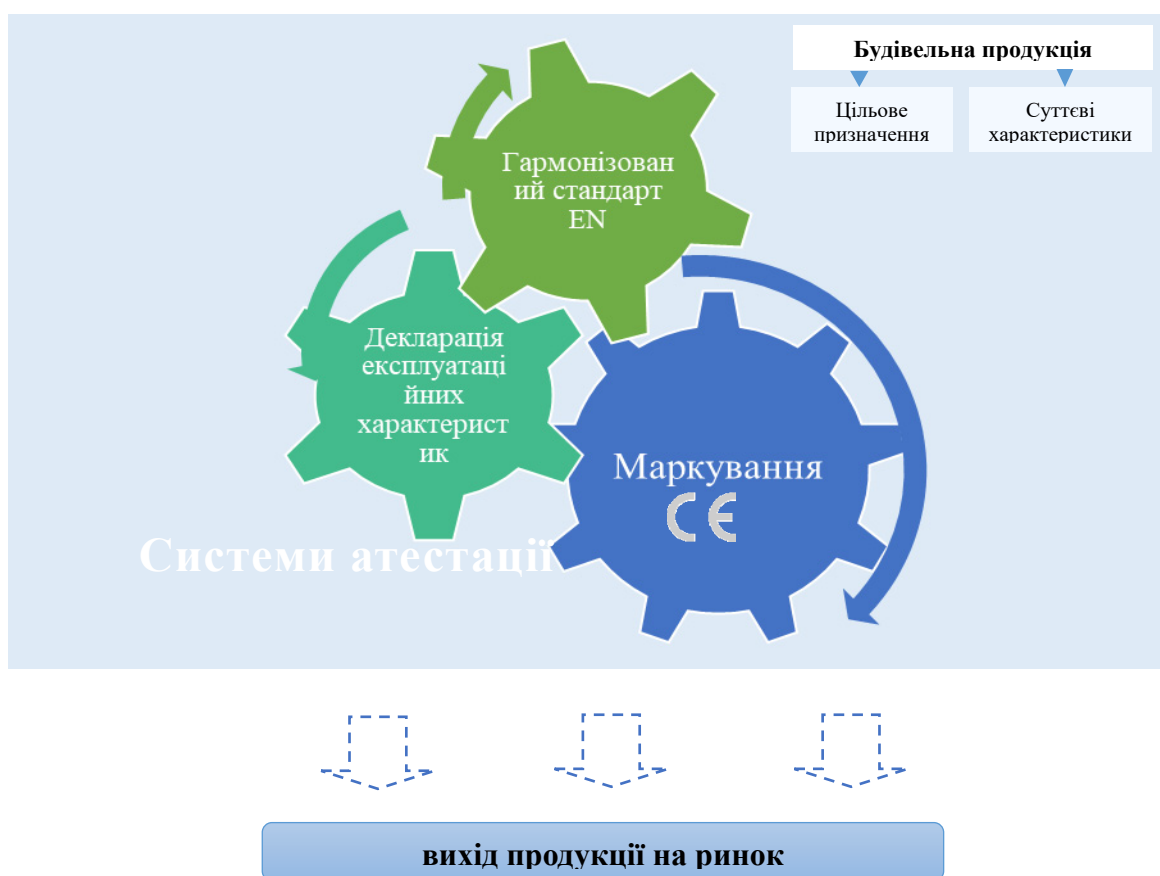 Будівельна продукція
Цільове
призначення
Суттєві
характеристики
Гармонізован
ий стандарт
EN
Декларація
експлуатаці
йних
характерист
ик
Маркування
CE
Системи атестації
вихід продукції на ринок